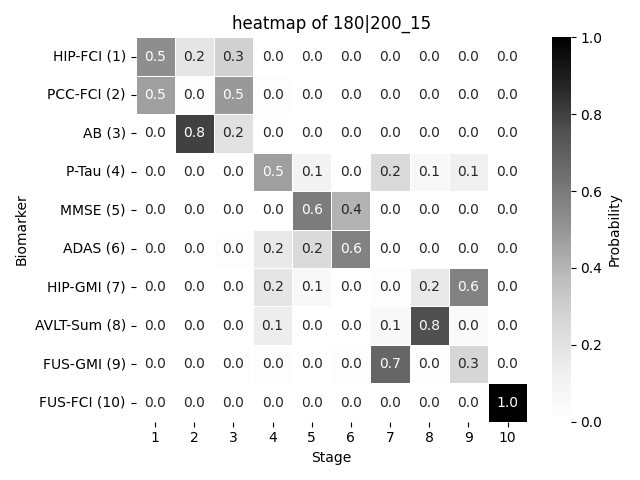 heatmap of 180|200_15
HIP-FCI (1) 0.5 0.2 0.3 0.0 0.0 0.0 0.0 0.0 0.0 0.0
PCC-FCI (2) 0.5 0.0 0.5 0.0 0.0 0.0 0.0 0.0 0.0 0.0
AB (3) 0.0 0.8 0.2 0.0 0.0 0.0 0.0 0.0 0.0 0.0
P-Tau (4) 0.0 0.0 0.0 0.5 0.1 0.0 0.2 0.1 0.1 0.0
MMSE (5) 0.0 0.0 0.0 0.0 0.6 0.4 0.0 0.0 0.0 0.0
ADAS (6) 0.0 0.0 0.0 0.2 0.2 0.6 0.0 0.0 0.0 0.0
HIP-GMI (7) 0.0 0.0 0.0 0.2 0.1 0.0 0.0 0.2 0.6 0.0
AVLT-Sum (8) 0.0 0.0 0.0 0.1 0.0 0.0 0.1 0.8 0.0 0.0
FUS-GMI (9) 0.0 0.0 0.0 0.0 0.0 0.0 0.7 0.0 0.3 0.0
FUS-FCI (10) 0.0 0.0 0.0 0.0 0.0 0.0 0.0 0.0 0.0 1.0
1 2 3 4 5 6 7 8 9 10
Stage
Biomarker
1.0
0.8
0.6
0.4
0.2
0.0
Probability